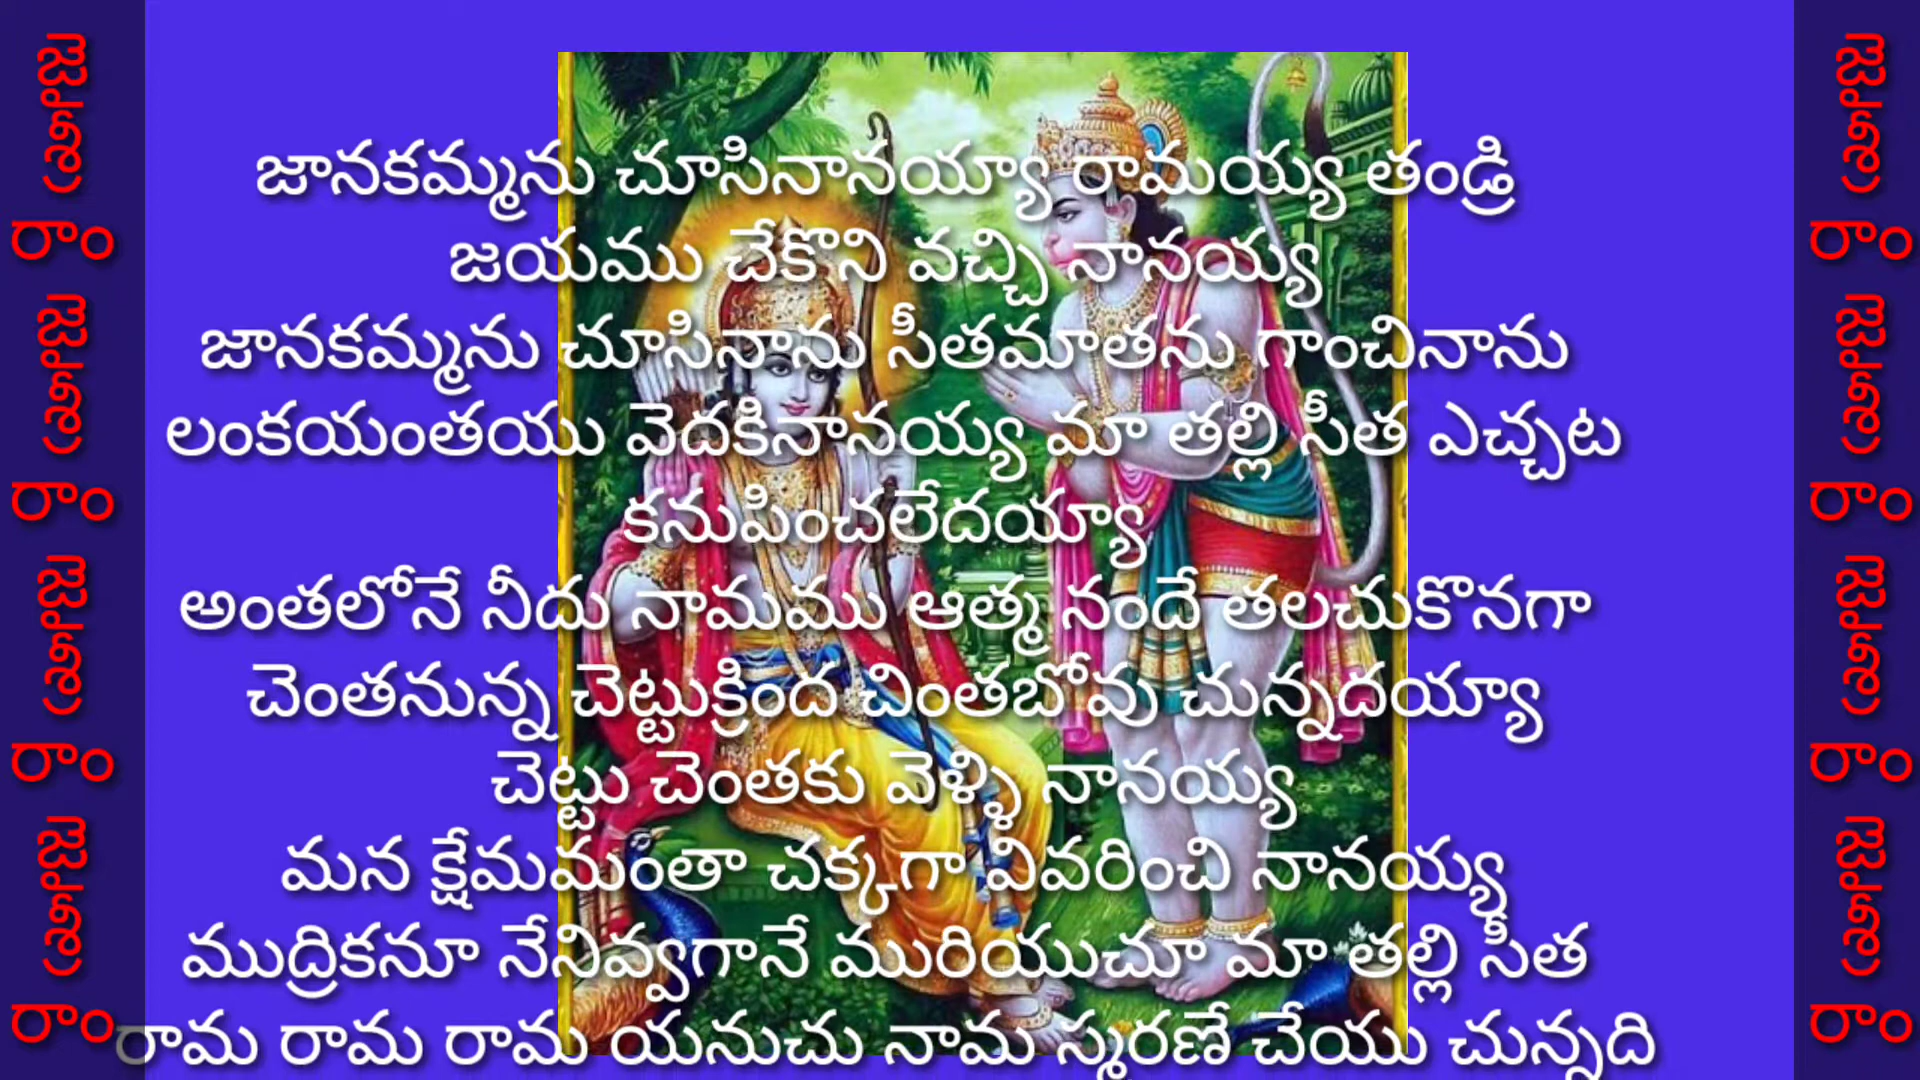 జానకమ్మను చూసినానయ్యా రామయ్య తండ్రి
జయము చేకొని వచ్చి నానయ్య
జానకమ్మను చూసినాను సీతమాతను గాంచినాను
లంకయంతయు వెదకినానయ్య మా తల్లి సీత ఎచ్చట
కనుపించలేదయ్యా
అంతలోనే నీదు నామము ఆత్మ నందే తలచుకొనగా
చెంతనున్న చెట్టుక్రింద చింతబోవు చున్నదయ్యా
చెట్టు చెంతకు వెళ్ళి నానయ్య
మన క్షేమమంతా చక్కగా వివరించి నానయ్య
ముద్రికనూ నేనివ్వగానే మురియుచూ మా తల్లి సీత
రామ రామ రామ యనుచు నామ స్మరణే చేయు చున్నది